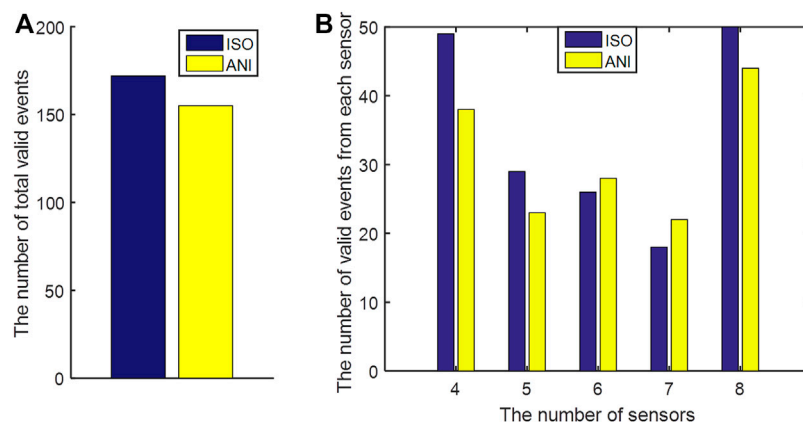 A
The number of total valid events
200
150
100
50
0
ISO
ANI
B
The number of valid events from each sensor
50
40
30
20
10
0
ISO
ANI
4 5 6 7 8
The number of sensors